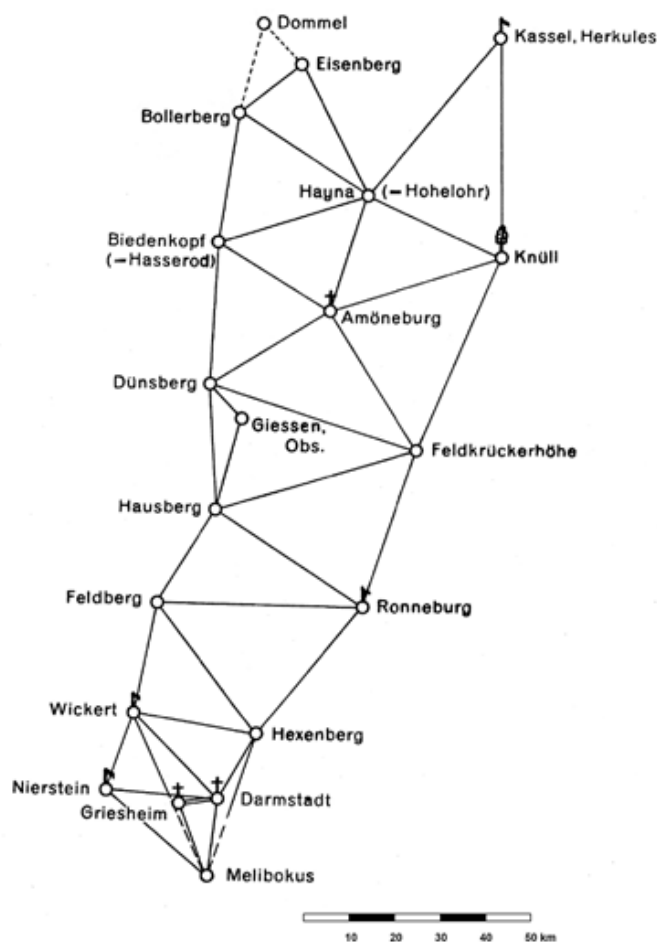 Dommel
Kassel, Herkules
Eisenberg
Bollerberg
Hayna (–Hohelohr)
Biedenkopf
(–Hasserod)
Knüll
Amöneburg
Dünsberg
Giessen,
Obs.
Feldkrückerhöhe
Hausberg
Feldberg
Ronneburg
Wickert
Hexenberg
Nierstein
Darmstadt
Griesheim
Melibokus
10 20 30 40 50 km